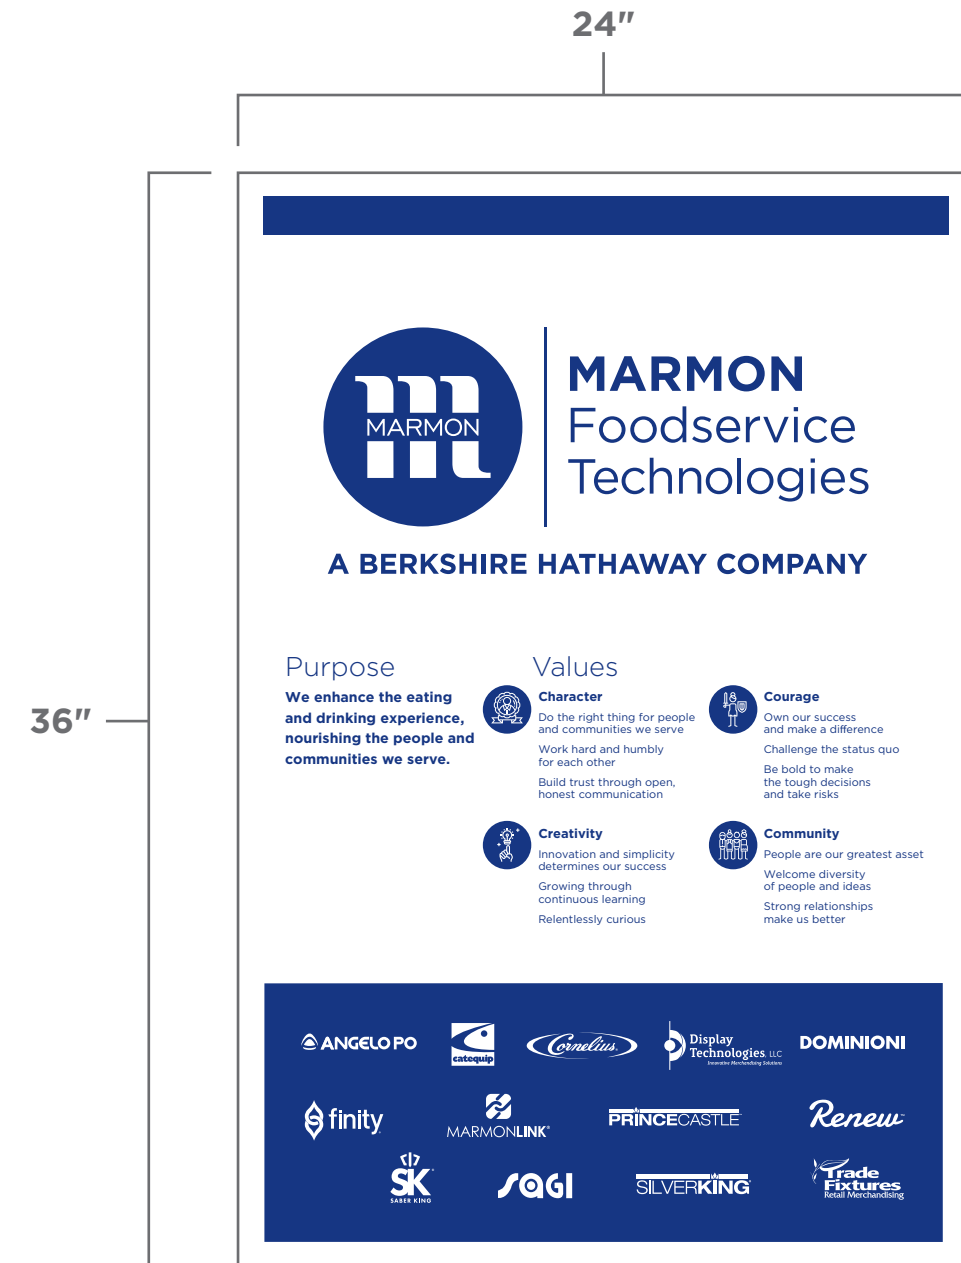 24"
36"
MARMON
MARMON
Foodservice
Technologies
A BERKSHIRE HATHAWAY COMPANY
Purpose
We enhance the eating
and drinking experience,
nourishing the people and
communities we serve.
Values
Character
Do the right thing for people
and communities we serve
Work hard and humbly
for each other
Build trust through open,
honest communication
Courage
Own our success
and make a difference
Challenge the status quo
Be bold to make
the tough decisions
and take risks
Creativity
Innovation and simplicity
determines our success
Growing through
continuous learning
Relentlessly curious
Community
People are our greatest asset
Welcome diversity
of people and ideas
Strong relationships
make us better
ANGELO PO
catequip
Cornelius
Display
Technologies, LLC
Innovative Merchandising Solutions
DOMINIONI
finity
MARMONLINK®
PRINCECASTLE
Renew™
SK
SABER KING
SAGI
SILVERKING
Trade
Fixtures
Retail Merchandising